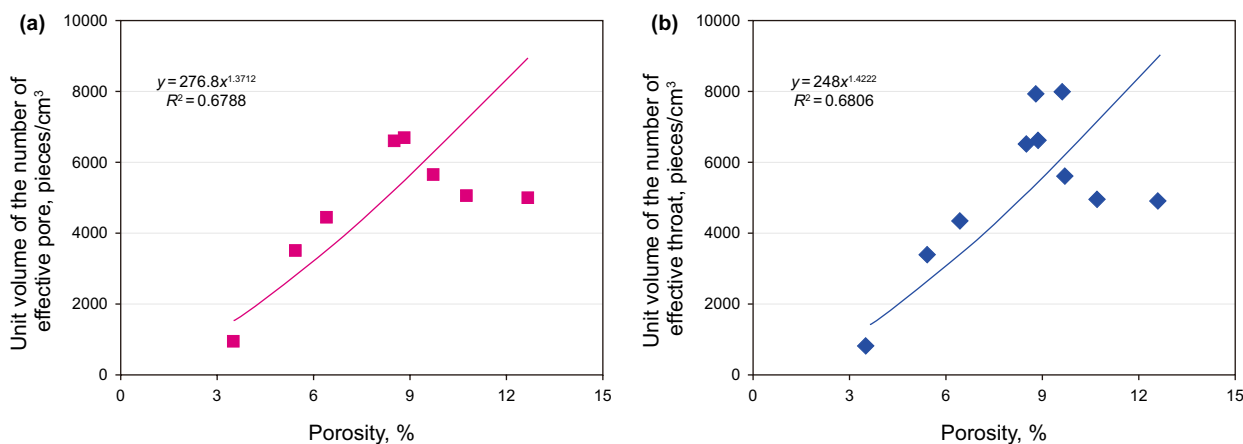 (a)
10000
8000
6000
4000
2000
0
y = 276.8x^1.3712
R² = 0.6788
Unit volume of the number of
effective pore, pieces/cm³
0 3 6 9 12 15
Porosity, %
(b)
10000
8000
6000
4000
2000
0
y = 248x^1.4222
R² = 0.6806
Unit volume of the number of
effective throat, pieces/cm³
0 3 6 9 12 15
Porosity, %